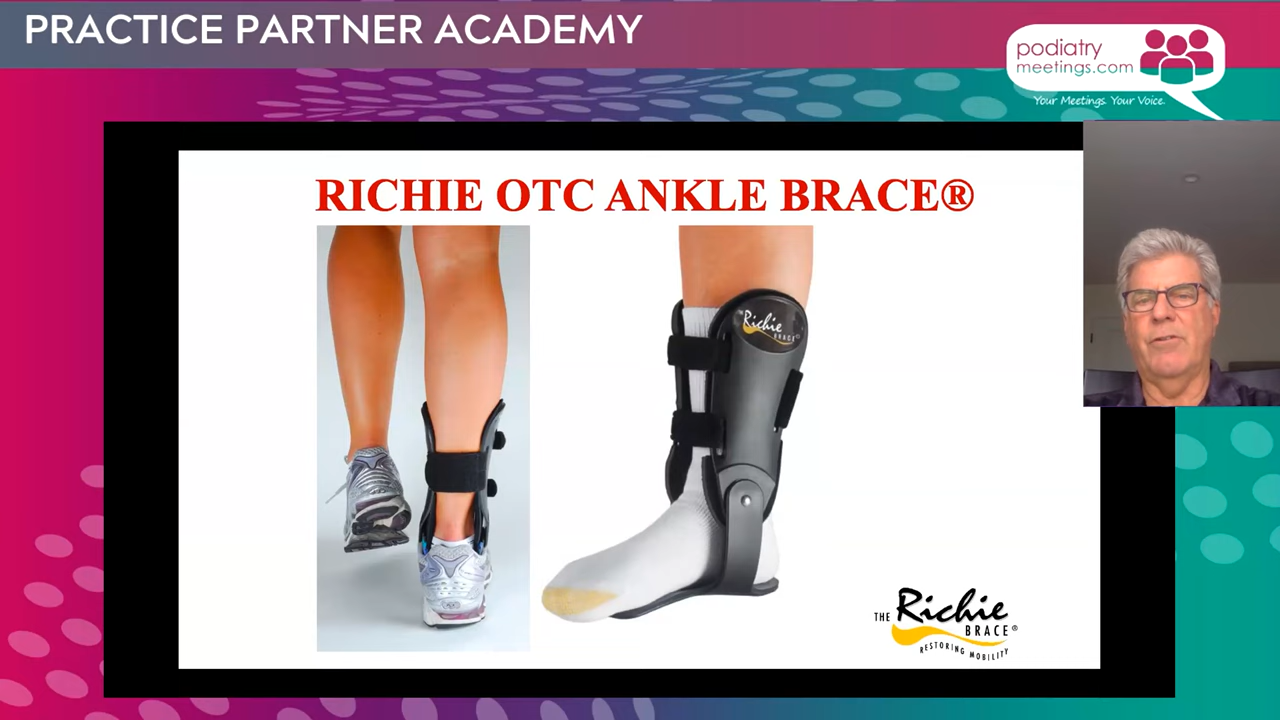 PRACTICE PARTNER ACADEMY
podiatry
meetings.com
Your Meetings. Your Voice.
RICHIE OTC ANKLE BRACE®
THE
Richie
BRACE®
THE Richie
BRACE®
RESTORING MOBILITY